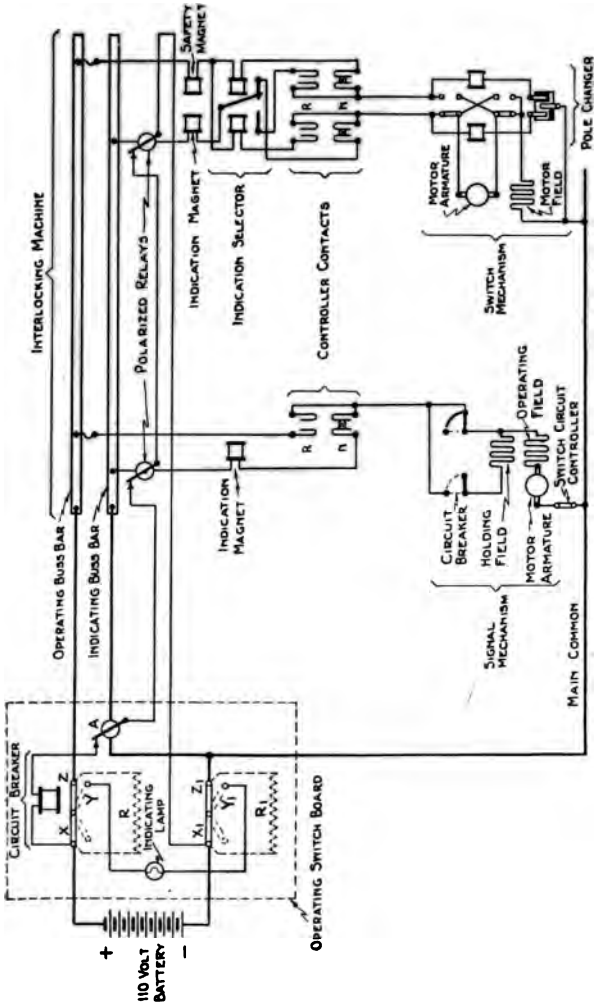 INTERLOCKING MACHINE
OPERATING BUSS BAR
INDICATING BUSS BAR
POLARIZED RELAYS
SAFETY
MAGNET
INDICATION MAGNET
INDICATION SELECTOR
INDICATION
MAGNET
CONTROLLER CONTACTS
R
N
R
N
CIRCUIT BREAKER
A
X
Z
Y
R
INDICATING
LAMP
X1
Z1
Y1
R1
+
110 VOLT
BATTERY
-
OPERATING SWITCH BOARD
CIRCUIT
BREAKER
HOLDING
FIELD
OPERATING
FIELD
MOTOR
ARMATURE
SWITCH CIRCUIT
CONTROLLER
SIGNAL
MECHANISM
MOTOR
ARMATURE
MOTOR
FIELD
SWITCH
MECHANISM
POLE CHANGER
MAIN COMMON